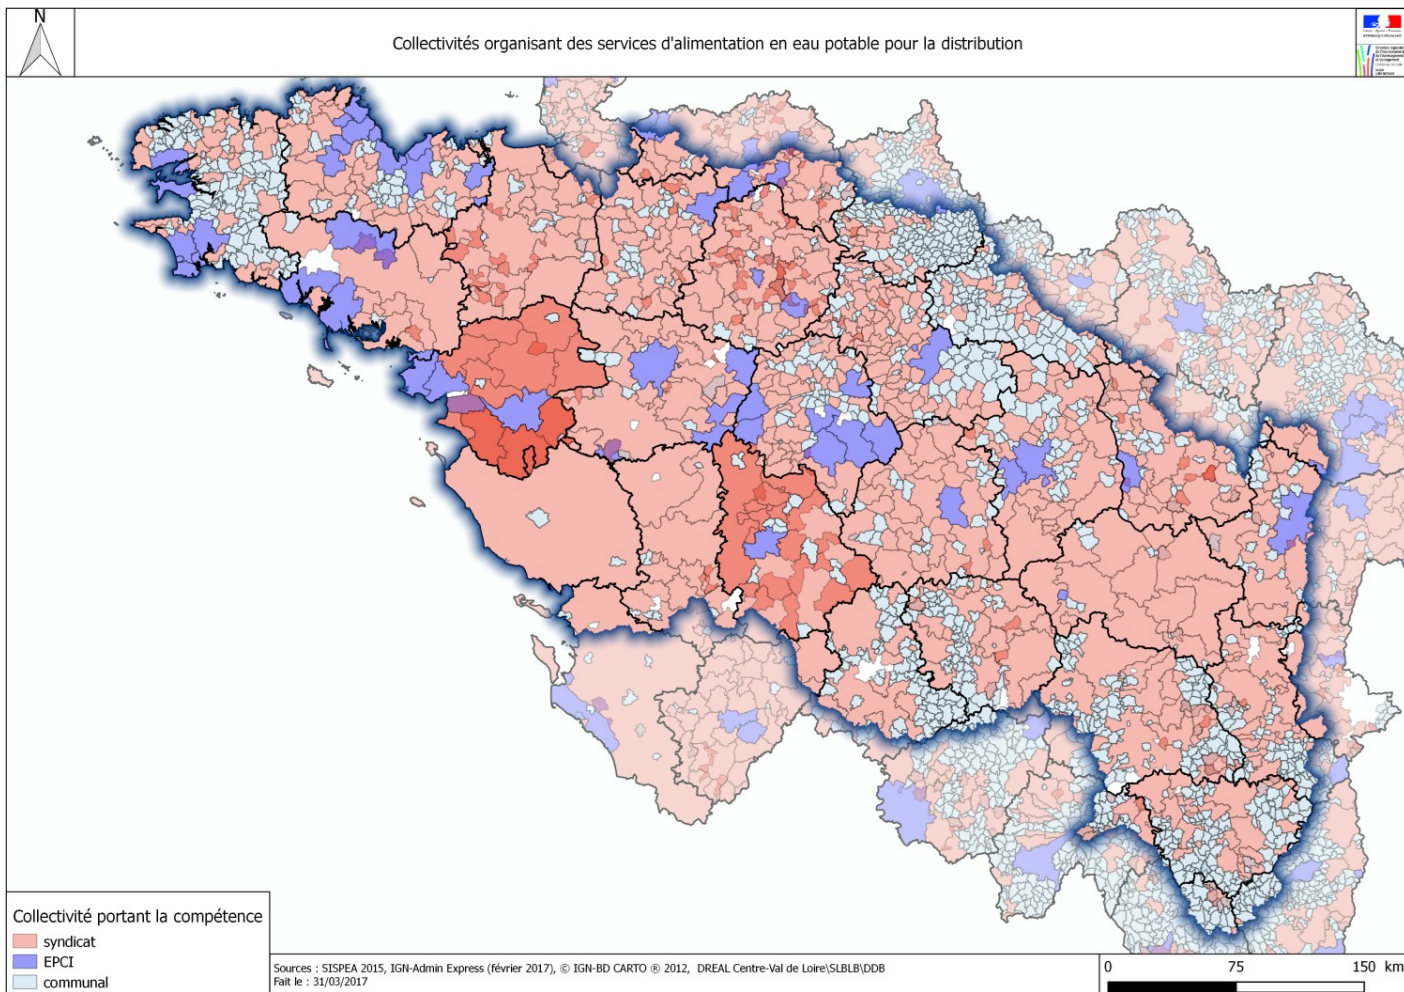 N
Collectivités organisant des services d'alimentation en eau potable pour la distribution
Collectivité portant la compétence
syndicat
EPCI
communal
Sources : SISPEA 2015, IGN-Admin Express (février 2017), © IGN-BD CARTO ® 2012, DREAL Centre-Val de Loire\SLBLB\DDB
Fait le : 31/03/2017
0 75 150 km